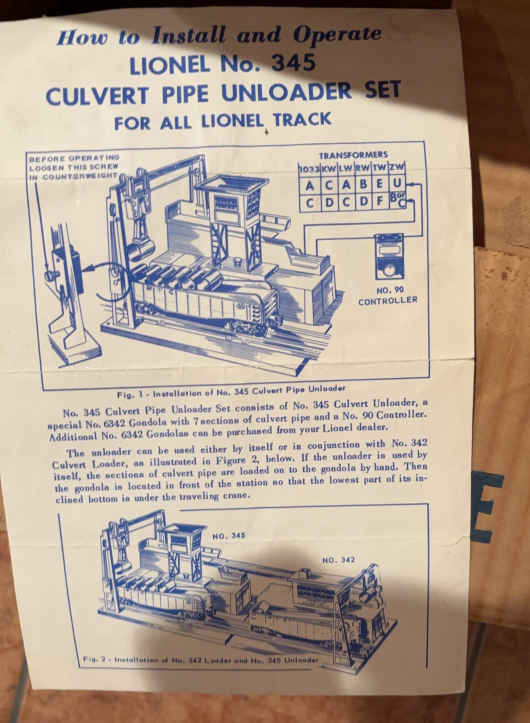 How to Install and Operate
LIONEL No. 345
CULVERT PIPE UNLOADER SET
FOR ALL LIONEL TRACK
BEFORE OPERATING
LOOSEN THIS SCREW
IN COUNTERWEIGHT
TRANSFORMERS
1033 KW LW RW TW ZW
A C A B E U
C D C D F B or C
NO. 90
CONTROLLER
Fig. 1 - Installation of No. 345 Culvert Pipe Unloader
No. 345 Culvert Pipe Unloader Set consists of No. 345 Culvert Unloader, a
special No. 6342 Gondola with 7 sections of culvert pipe and a No. 90 Controller.
Additional No. 6342 Gondolas can be purchased from your Lionel dealer.
The unloader can be used either by itself or in conjunction with No. 342
Culvert Loader, as illustrated in Figure 2, below. If the unloader is used by
itself, the sections of culvert pipe are loaded on to the gondola by hand. Then
the gondola is located in front of the station so that the lowest part of its in-
clined bottom is under the traveling crane.
NO. 345
NO. 342
Fig. 2 - Installation of No. 342 Loader and No. 345 Unloader
E